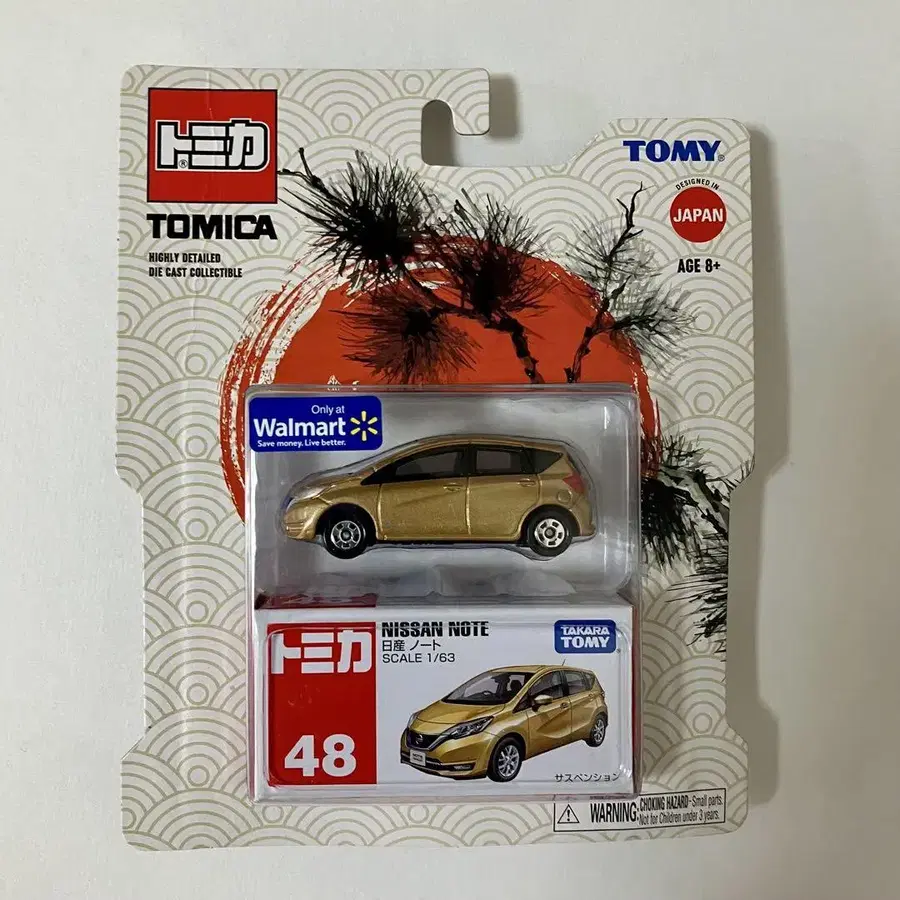 トミカ
®
TOMICA
HIGHLY DETAILED
DIE CAST COLLECTIBLE
TOMY®
DESIGNED IN
JAPAN
AGE 8+
Only at
Walmart
Save money. Live better.
トミカ
48
NISSAN NOTE
日産 ノート
SCALE 1/63
TAKARA
TOMY
サスペンション
WARNING: CHOKING HAZARD - Small parts.
Not for Children under 3 years.